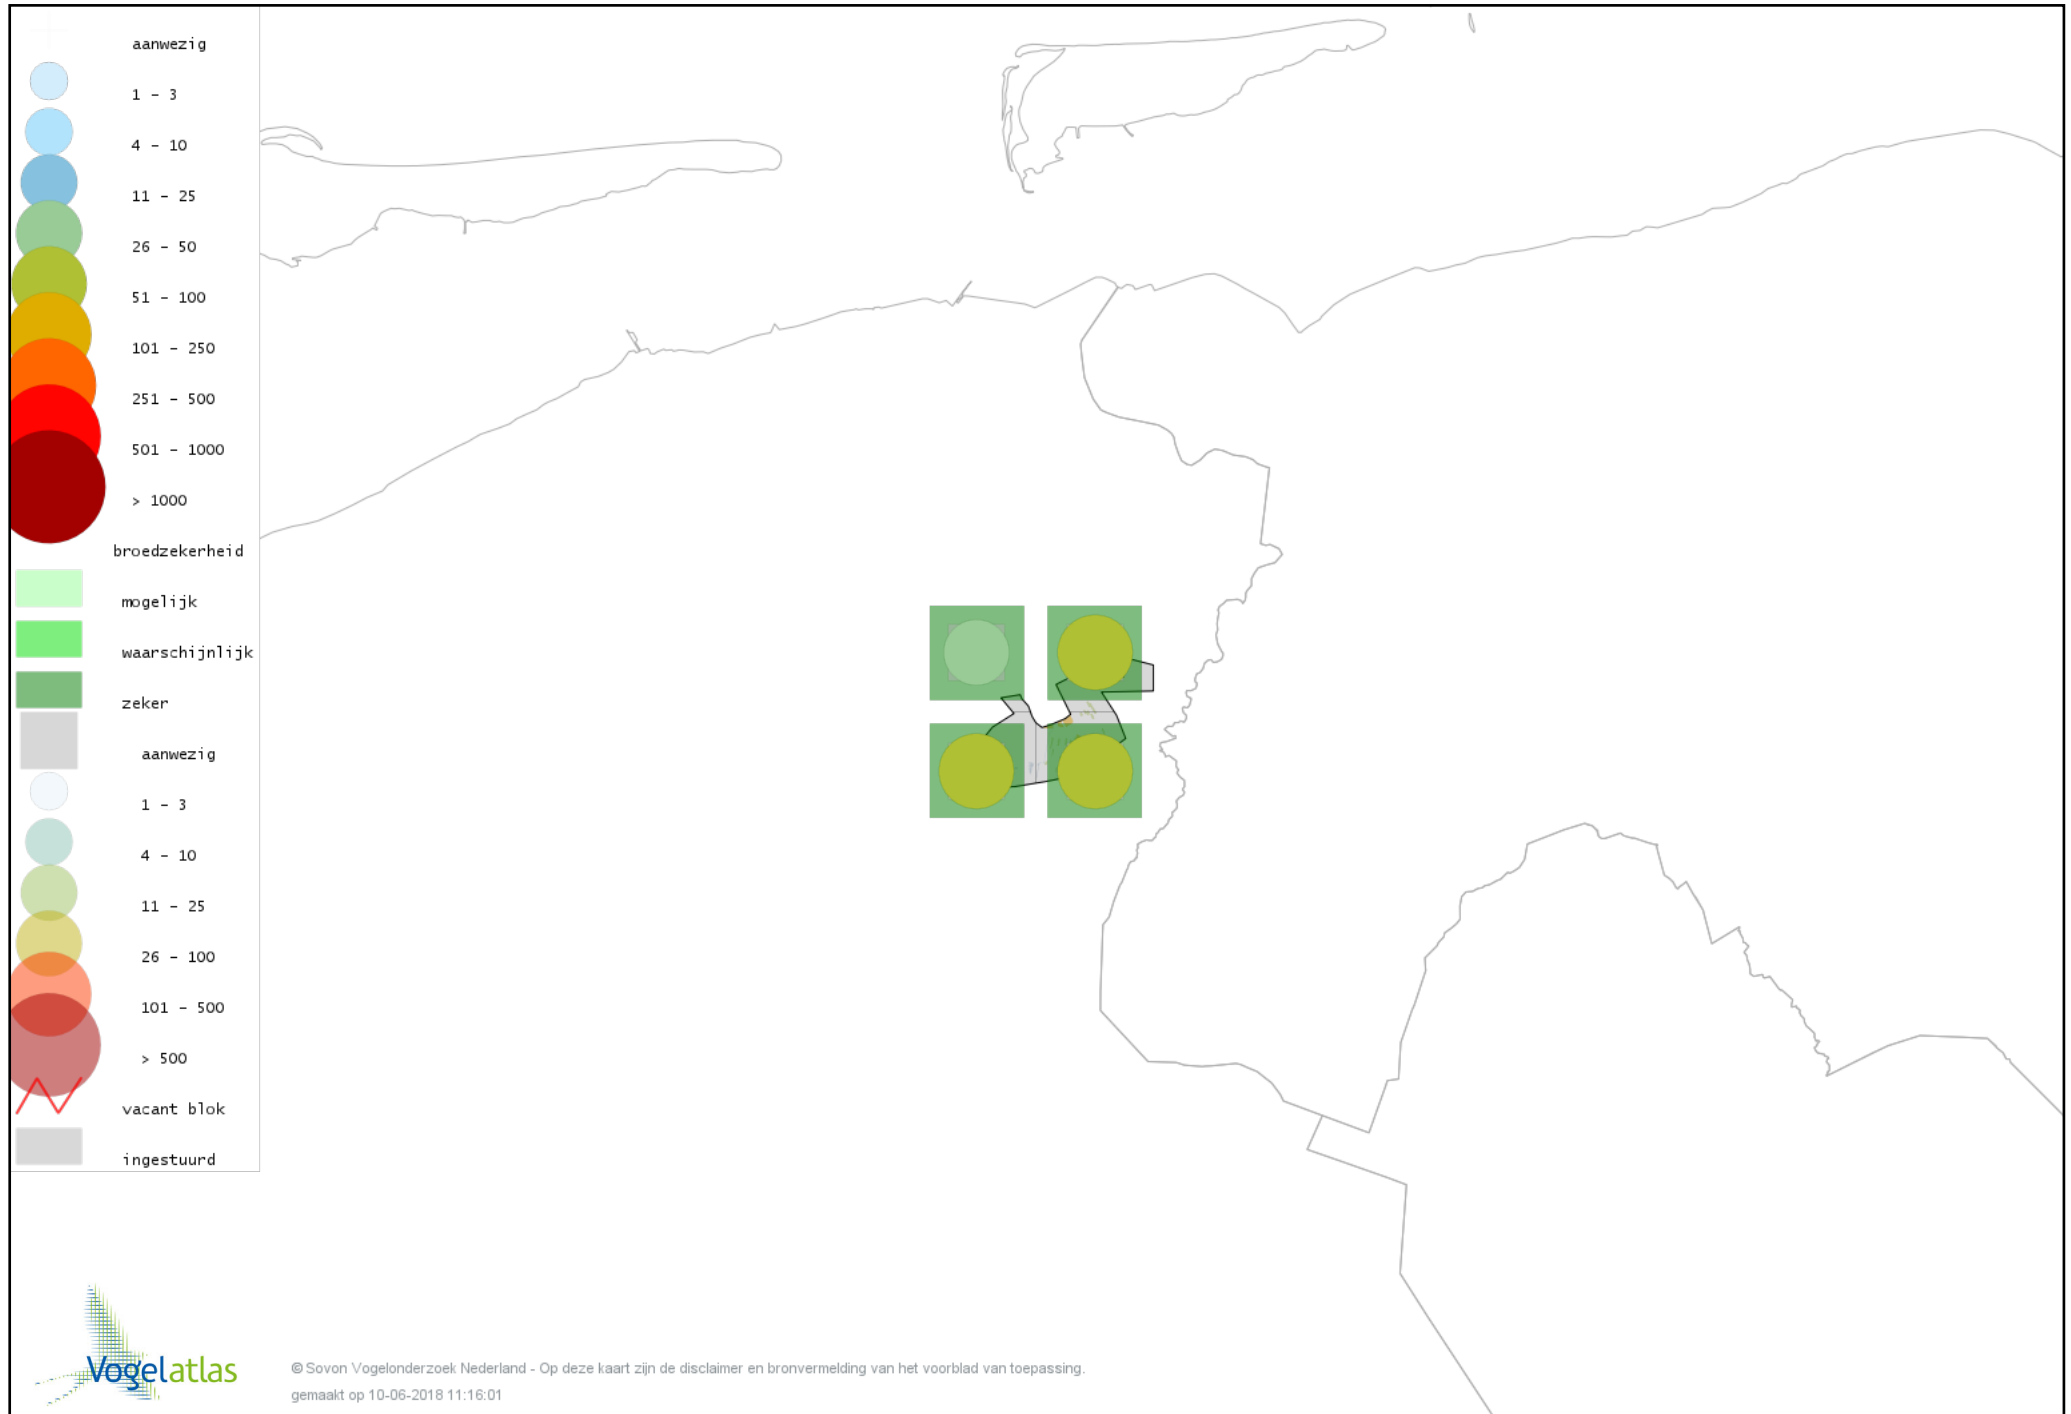 aanwezig
1 - 3
4 - 10
11 - 25
26 - 50
51 - 100
101 - 250
251 - 500
501 - 1000
> 1000
broedzekerheid
mogelijk
waarschijnlijk
zeker
aanwezig
1 - 3
4 - 10
11 - 25
26 - 100
101 - 500
> 500
vacant blok
ingestuurd
Vogelatlas
© Sovon Vogelonderzoek Nederland - Op deze kaart zijn de disclaimer en bronvermelding van het voorblad van toepassing.
gemaakt op 10-06-2018 11:16:01